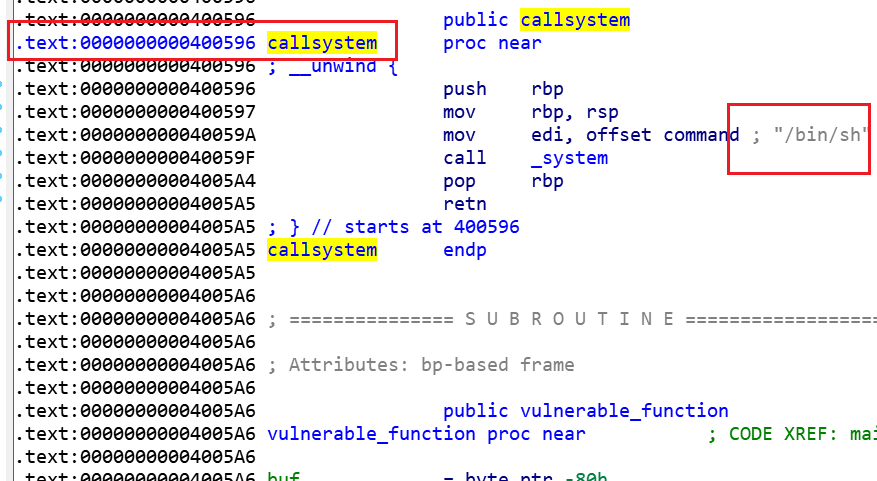 .text:0000000000400596
.text:0000000000400596 public callsystem
.text:0000000000400596 callsystem proc near
.text:0000000000400596 ; __unwind {
.text:0000000000400596 push rbp
.text:0000000000400597 mov rbp, rsp
.text:000000000040059A mov edi, offset command ; "/bin/sh"
.text:000000000040059F call _system
.text:00000000004005A4 pop rbp
.text:00000000004005A5 retn
.text:00000000004005A5 ; } // starts at 400596
.text:00000000004005A5 callsystem endp
.text:00000000004005A5
.text:00000000004005A6
.text:00000000004005A6 ; =============== S U B R O U T I N E ===================
.text:00000000004005A6
.text:00000000004005A6 ; Attributes: bp-based frame
.text:00000000004005A6
.text:00000000004005A6 public vulnerable_function
.text:00000000004005A6 vulnerable_function proc near ; CODE XREF: mai
.text:00000000004005A6
.text:00000000004005A6 buf = byte ptr -80h